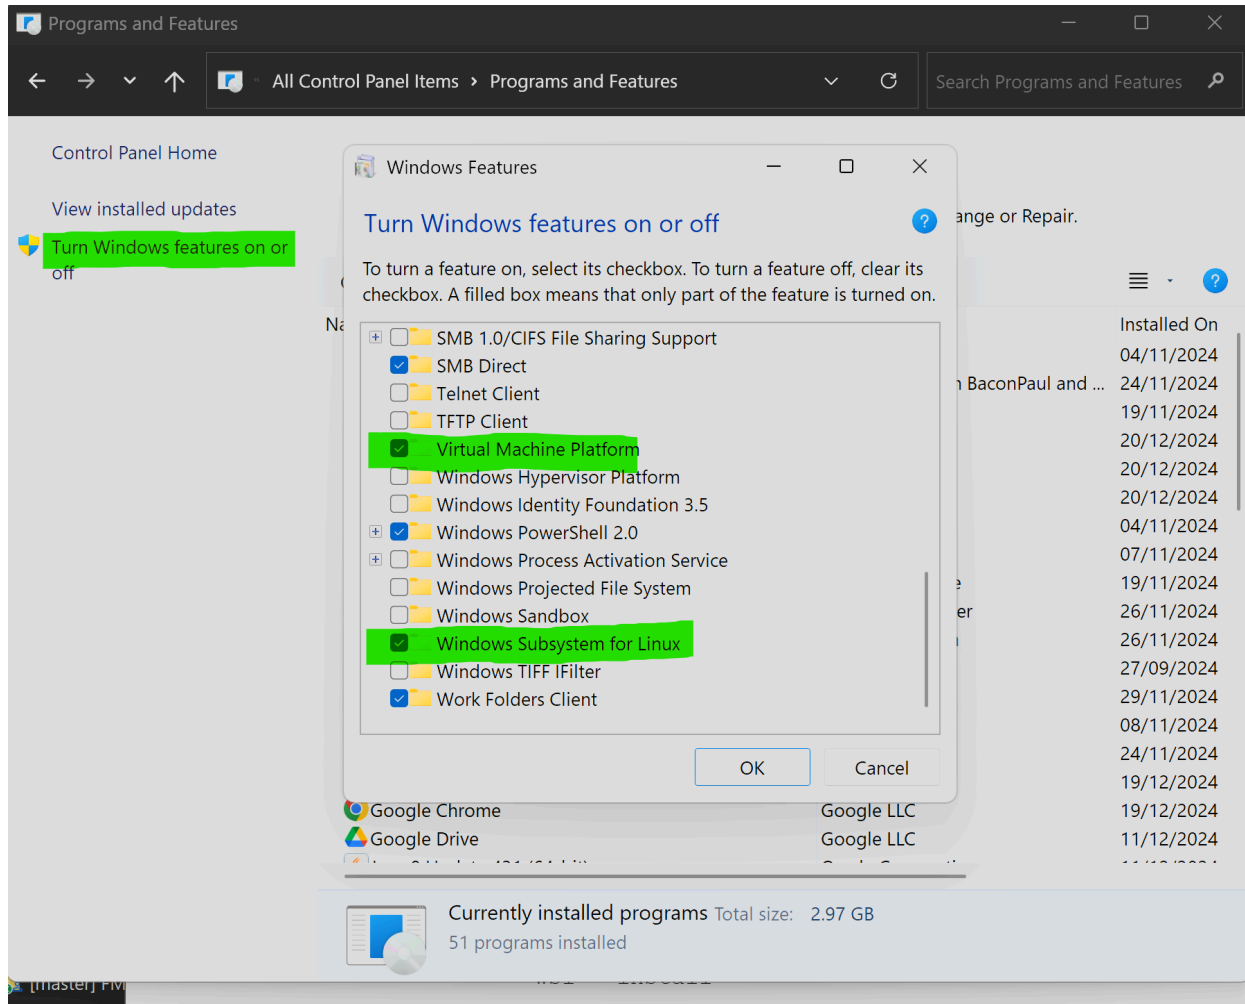 Programs and Features
All Control Panel Items › Programs and Features
Search Programs and Features
Control Panel Home
View installed updates
Turn Windows features on or
off
Windows Features
Turn Windows features on or off
To turn a feature on, select its checkbox. To turn a feature off, clear its
checkbox. A filled box means that only part of the feature is turned on.
SMB 1.0/CIFS File Sharing Support
SMB Direct
Telnet Client
TFTP Client
Virtual Machine Platform
Windows Hypervisor Platform
Windows Identity Foundation 3.5
Windows PowerShell 2.0
Windows Process Activation Service
Windows Projected File System
Windows Sandbox
Windows Subsystem for Linux
Windows TIFF IFilter
Work Folders Client
OK Cancel
ange or Repair.
Installed On
04/11/2024
BaconPaul and ... 24/11/2024
19/11/2024
20/12/2024
20/12/2024
20/12/2024
04/11/2024
07/11/2024
19/11/2024
er 26/11/2024
26/11/2024
27/09/2024
29/11/2024
08/11/2024
24/11/2024
19/12/2024
Google Chrome Google LLC 19/12/2024
Google Drive Google LLC 11/12/2024
Currently installed programs Total size: 2.97 GB
51 programs installed
[master] FM